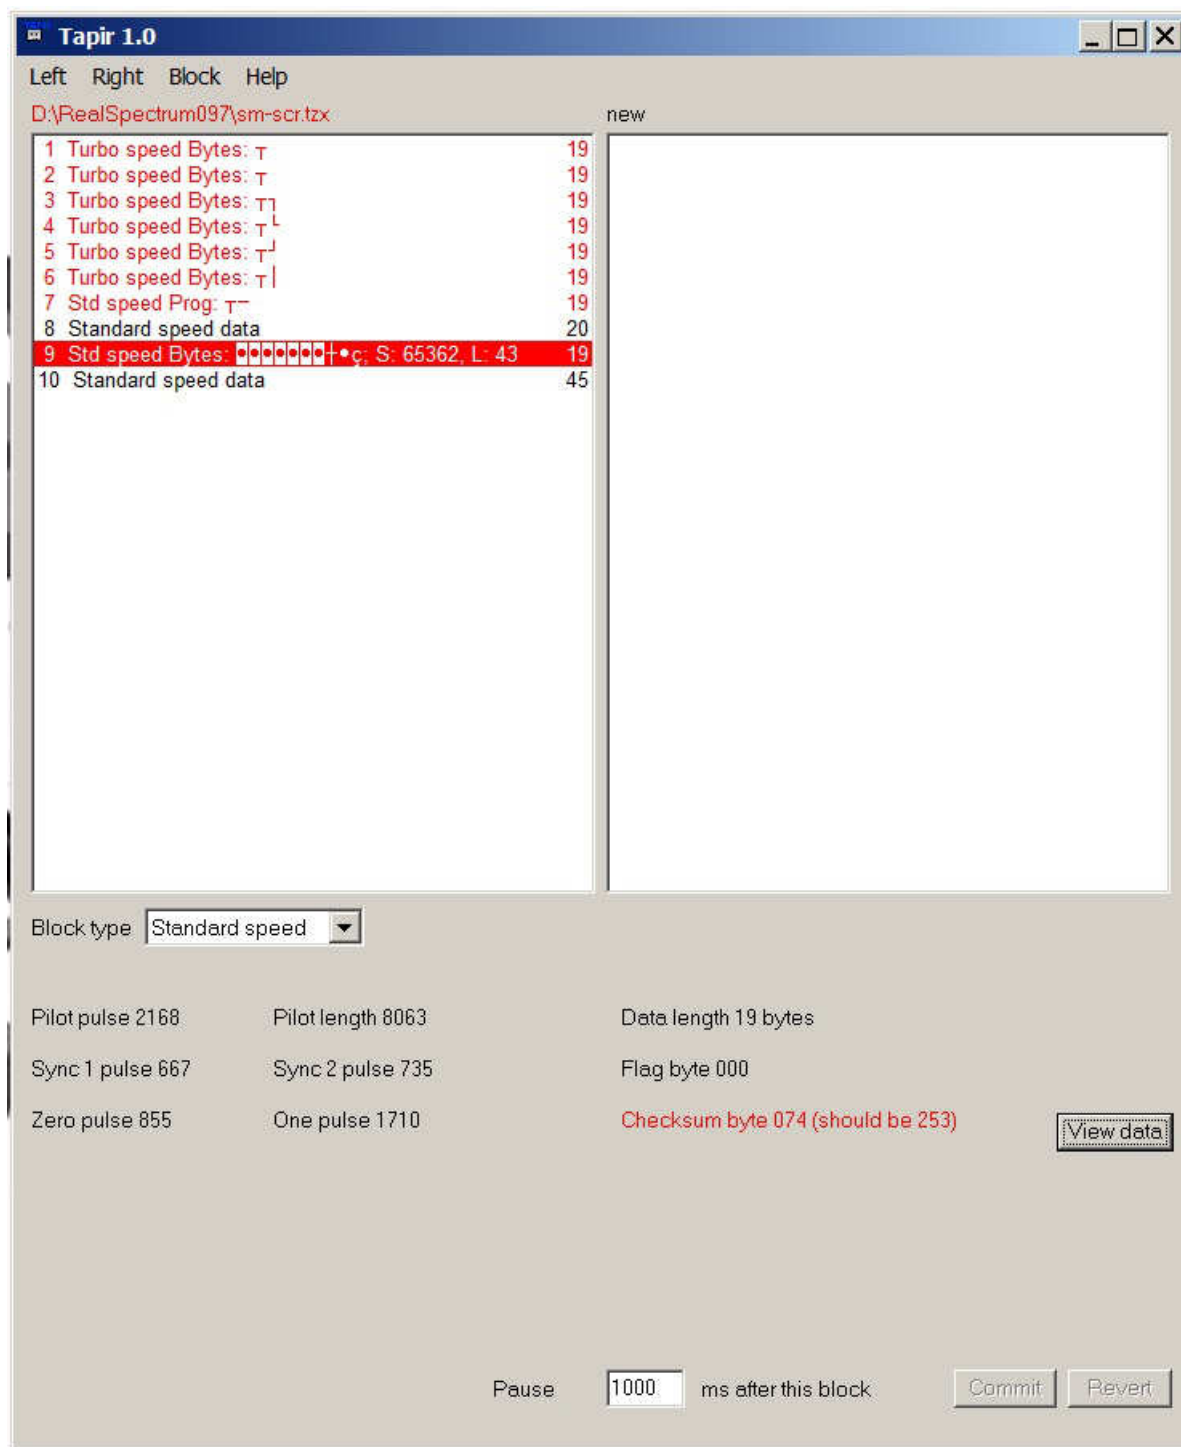 Tapir 1.0
Left Right Block Help
D:\RealSpectrum097\sm-scr.tzx
new
1 Turbo speed Bytes: ┬ 19
2 Turbo speed Bytes: ┬ 19
3 Turbo speed Bytes: ┬┐ 19
4 Turbo speed Bytes: ┬└ 19
5 Turbo speed Bytes: ┬┘ 19
6 Turbo speed Bytes: ┬│ 19
7 Std speed Prog: ┬─ 19
8 Standard speed data 20
9 Std speed Bytes: •••••••┼•ç; S: 65362, L: 43 19
10 Standard speed data 45
Block type Standard speed
Pilot pulse 2168 Pilot length 8063 Data length 19 bytes
Sync 1 pulse 667 Sync 2 pulse 735 Flag byte 000
Zero pulse 855 One pulse 1710 Checksum byte 074 (should be 253)
View data
Pause 1000 ms after this block Commit Revert